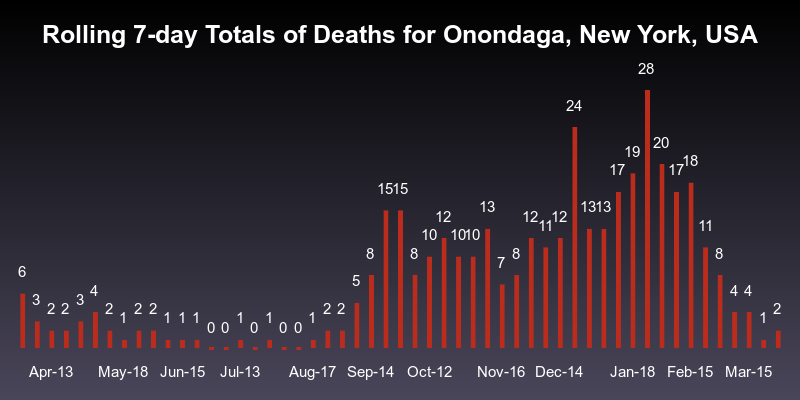 Rolling 7-day Totals of Deaths for Onondaga, New York, USA
6 3 2 2 3 4 2 1 2 2 1 1 1 0 0 1 0 1 0 0 1 2 2 5 8 15 15 8 10 12 10 10 13 7 8 12 11 12 24 13 13 17 19 28 20 17 18 11 8 4 4 1 2
Apr-13 May-18 Jun-15 Jul-13 Aug-17 Sep-14 Oct-12 Nov-16 Dec-14 Jan-18 Feb-15 Mar-15